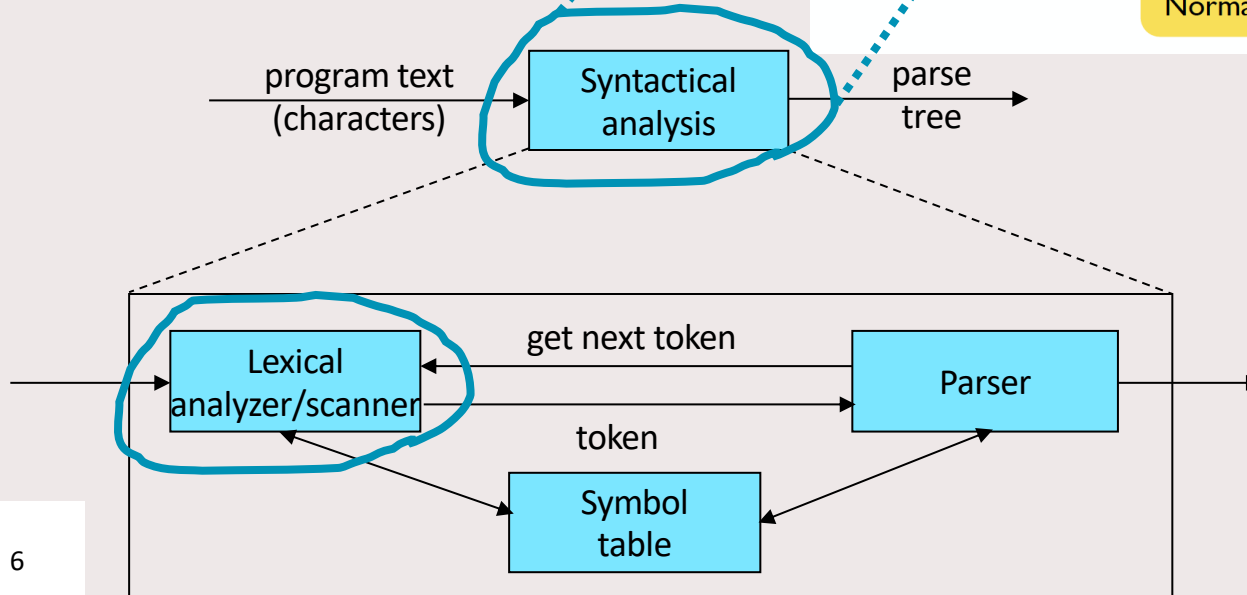 Norma
program text
(characters)
Syntactical
analysis
parse
tree
Lexical
analyzer/scanner
get next token
token
Parser
Symbol
table
6